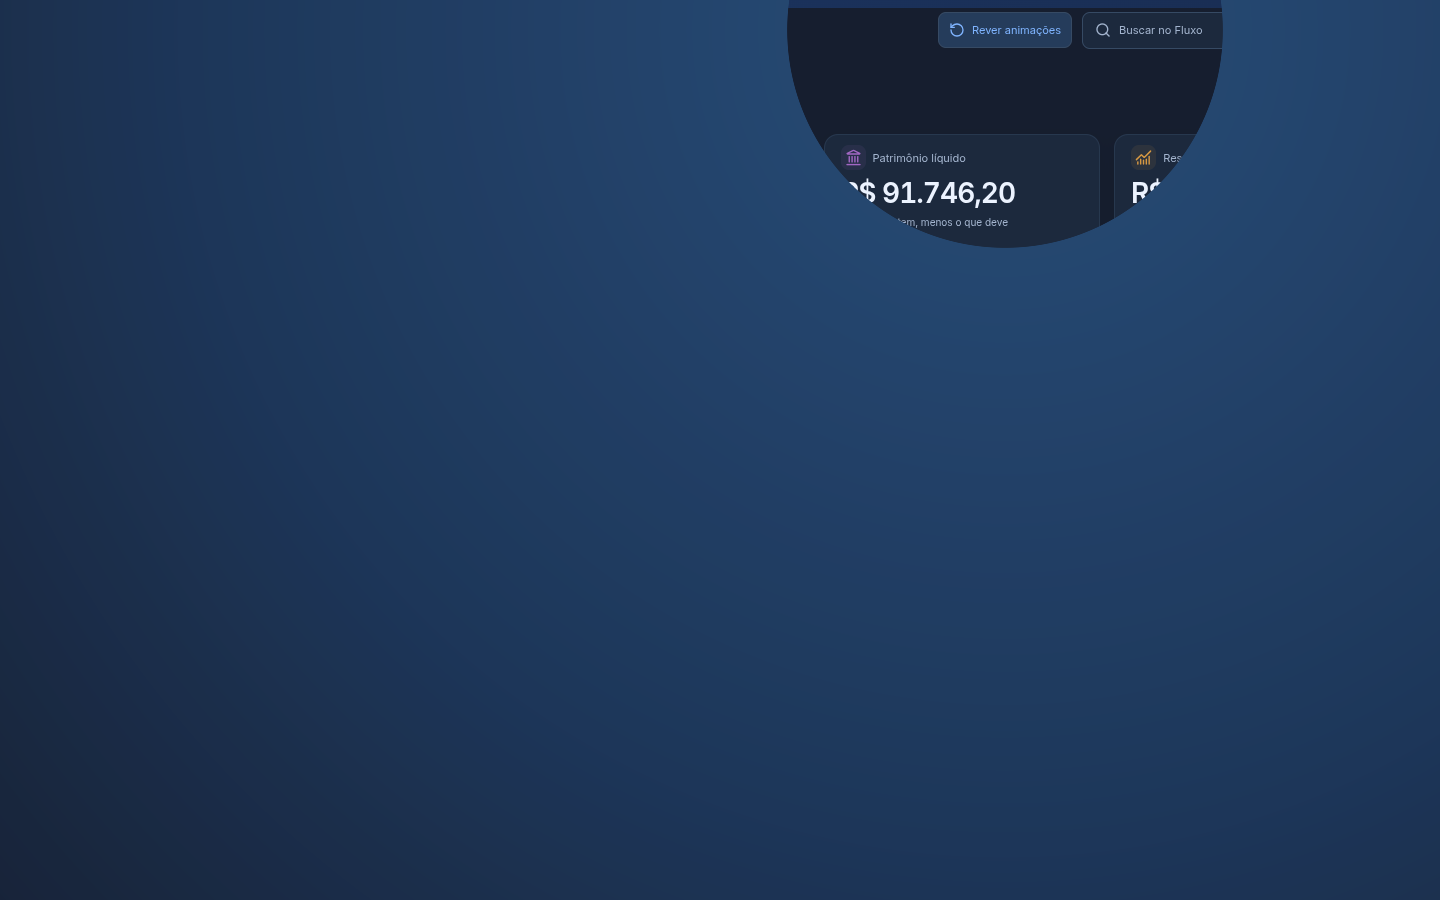 Rever animações
Buscar no Fluxo
Patrimônio líquido
$ 91.746,20
menos o que deve
R$